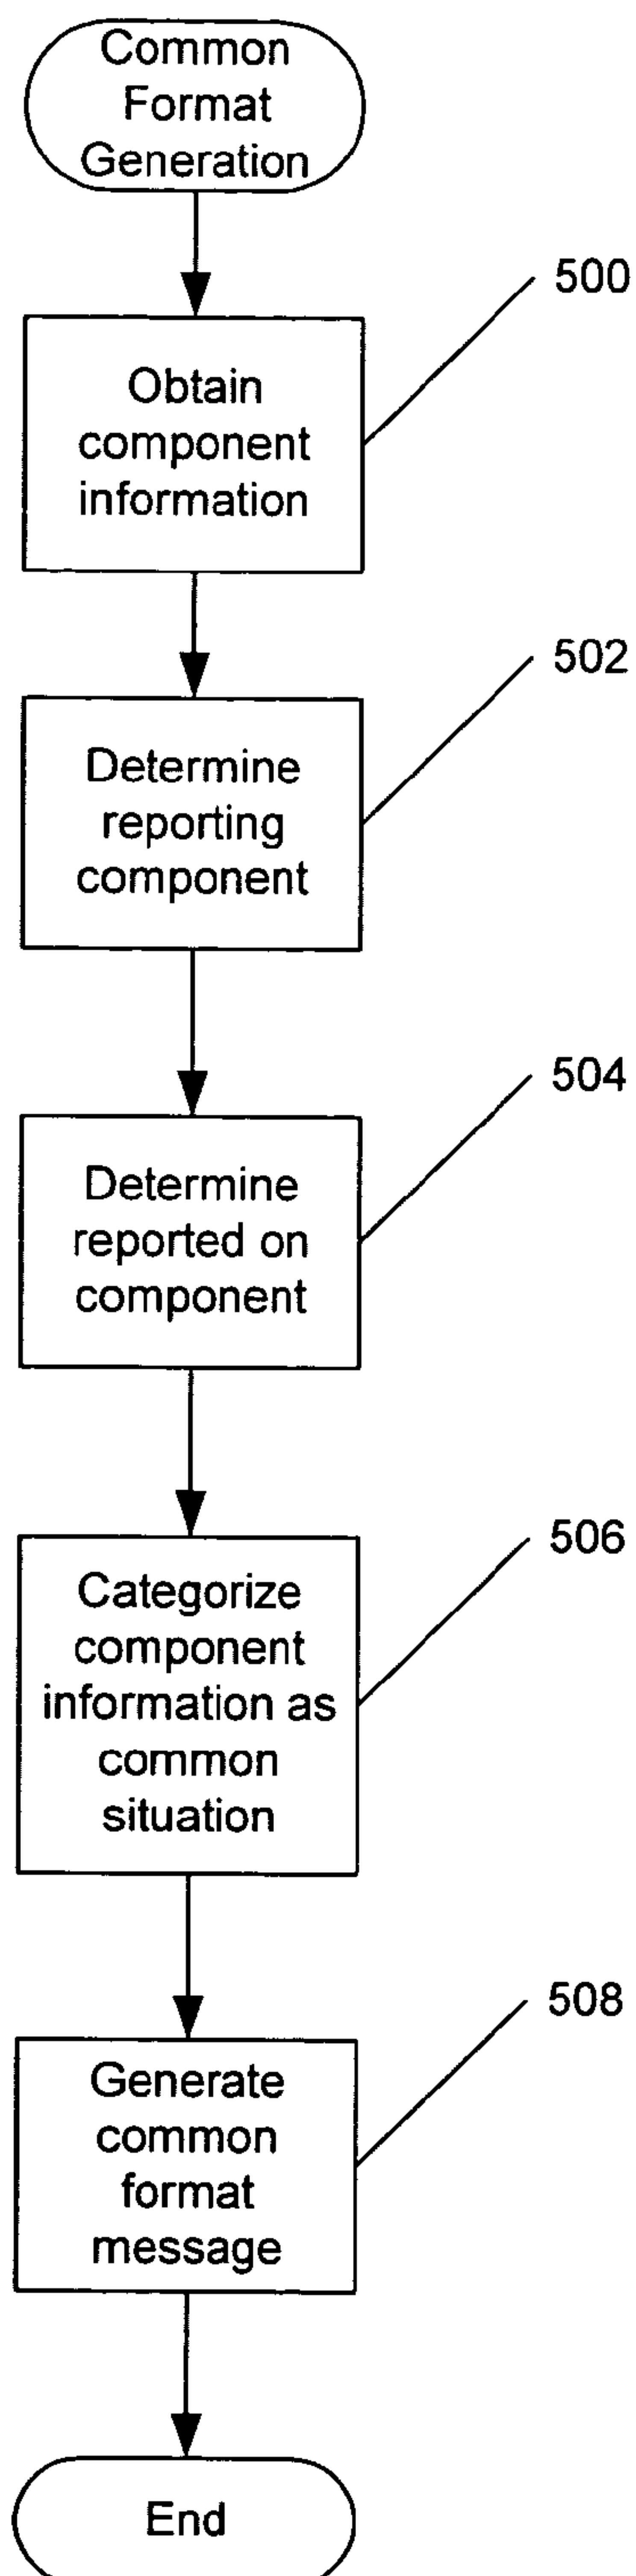 Common
Format
Generation
500
Obtain
component
information
502
Determine
reporting
component
504
Determine
reported on
component
506
Categorize
component
information as
common
situation
508
Generate
common
format
message
End